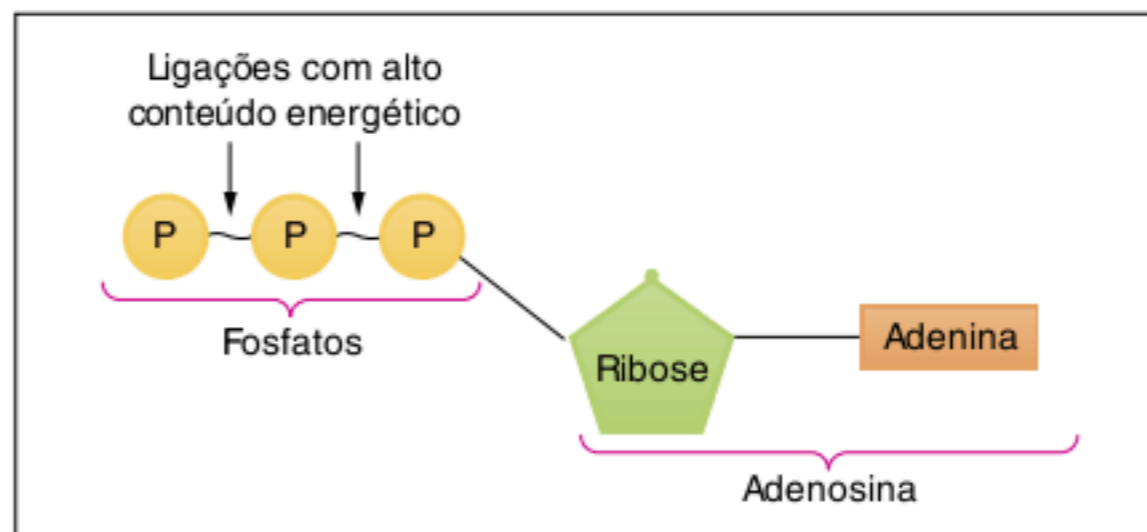 Ligações com alto
conteúdo energético
P P P
Fosfatos
Ribose
Adenina
Adenosina